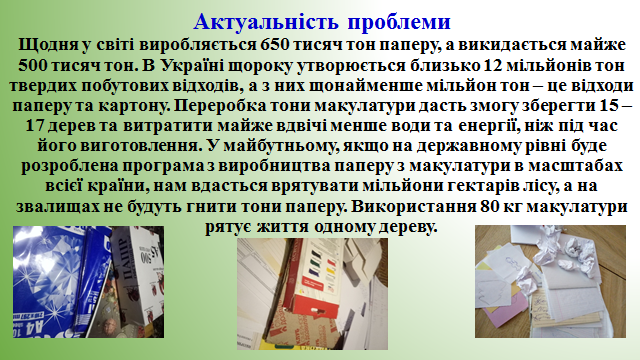 Актуальність проблеми
Щодня у світі виробляється 650 тисяч тон паперу, а викидається майже
500 тисяч тон. В Україні щороку утворюється близько 12 мільйонів тон
твердих побутових відходів, а з них щонайменше мільйон тон – це відходи
паперу та картону. Переробка тони макулатури дасть змогу зберегти 15 –
17 дерев та витратити майже вдвічі менше води та енергії, ніж під час
його виготовлення. У майбутньому, якщо на державному рівні буде
розроблена програма з виробництва паперу з макулатури в масштабах
всієї країни, нам вдасться врятувати мільйони гектарів лісу, а на
звалищах не будуть гнити тони паперу. Використання 80 кг макулатури
рятує життя одному дереву.
A4
ПАПІР
500